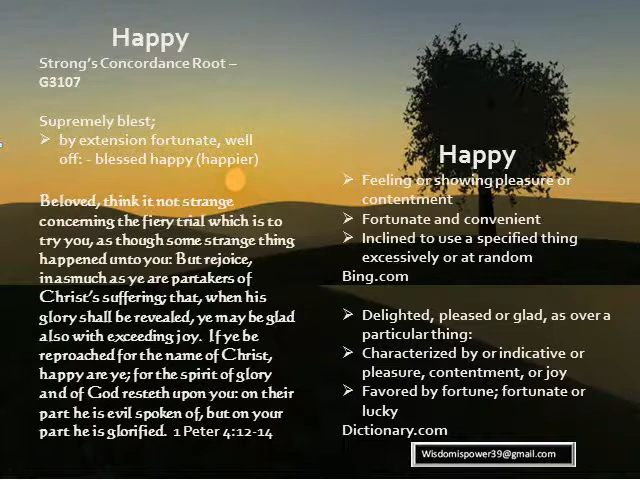 Happy
Strong's Concordance Root –
G3107
Supremely blest;
➢ by extension fortunate, well
off: - blessed happy (happier)
Beloved, think it not strange
concerning the fiery trial which is to
try you, as though some strange thing
happened unto you: But rejoice,
inasmuch as ye are partakers of
Christ's suffering; that, when his
glory shall be revealed, ye may be glad
also with exceeding joy. If ye be
reproached for the name of Christ,
happy are ye; for the spirit of glory
and of God resteth upon you: on their
part he is evil spoken of, but on your
part he is glorified. 1 Peter 4:12-14
Happy
➢ Feeling or showing pleasure or
contentment
➢ Fortunate and convenient
➢ Inclined to use a specified thing
excessively or at random
Bing.com
➢ Delighted, pleased or glad, as over a
particular thing:
➢ Characterized by or indicative or
pleasure, contentment, or joy
➢ Favored by fortune; fortunate or
lucky
Dictionary.com
Wisdomispower39@gmail.com